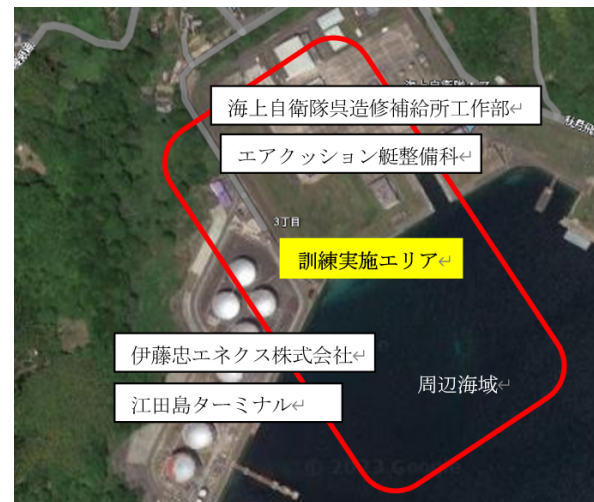 海上自衛隊呉造修補給所工作部↵
エアクッション艇整備科↵
3丁目
訓練実施エリア↵
伊藤忠エネクス株式会社↵
江田島ターミナル↵
周辺海域↵
© 2023 Google